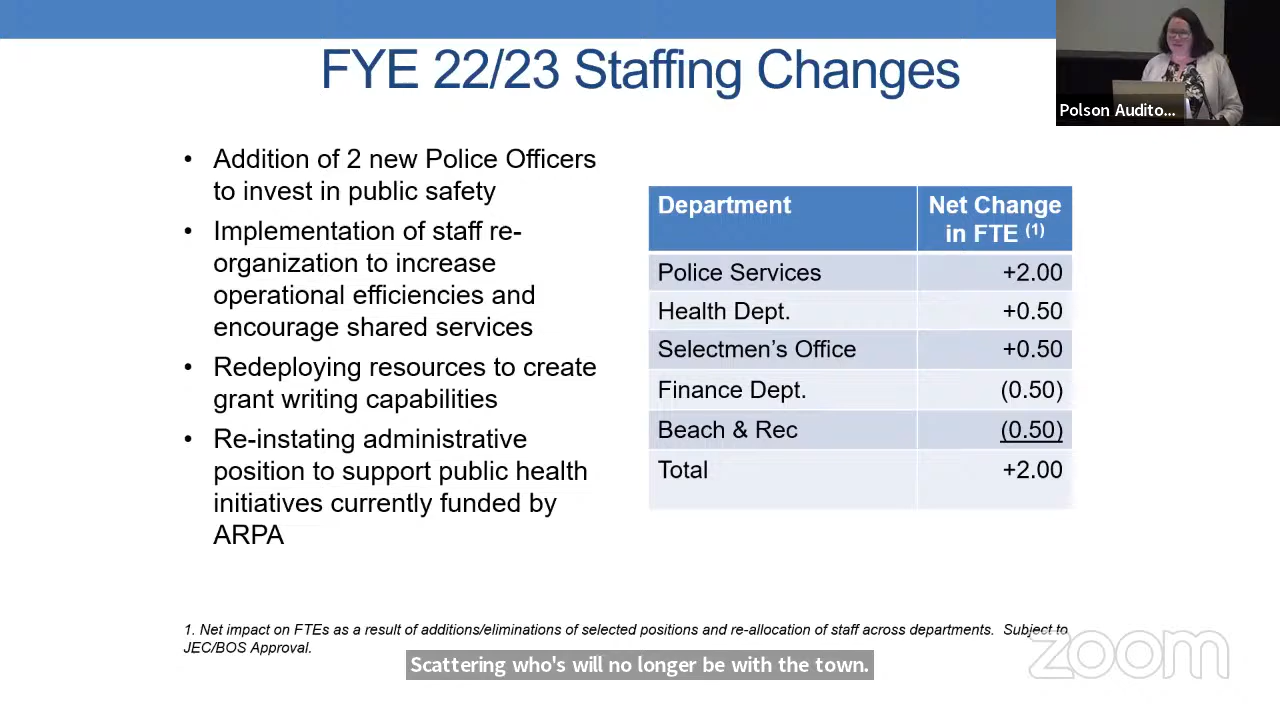 FYE 22/23 Staffing Changes
Polson Audito...
• Addition of 2 new Police Officers
to invest in public safety
• Implementation of staff re-
organization to increase
operational efficiencies and
encourage shared services
• Redeploying resources to create
grant writing capabilities
• Re-instating administrative
position to support public health
initiatives currently funded by
ARPA
Department Net Change
in FTE (1)
Police Services +2.00
Health Dept. +0.50
Selectmen's Office +0.50
Finance Dept. (0.50)
Beach & Rec (0.50)
Total +2.00
1. Net impact on FTEs as a result of additions/eliminations of selected positions and re-allocation of staff across departments. Subject to
JEC/BOS Approval.
zoom
Scattering who's will no longer be with the town.